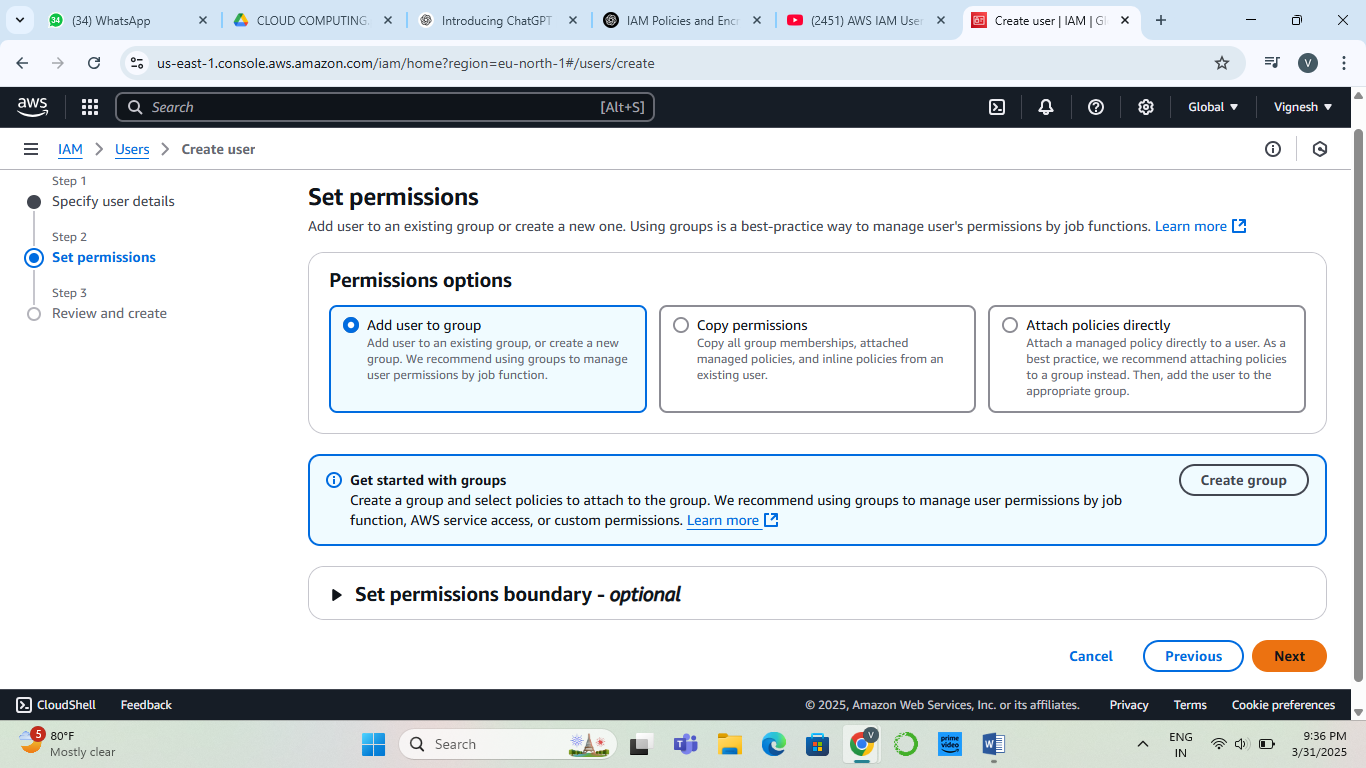 (34) WhatsApp
CLOUD COMPUTING.
Introducing ChatGPT
IAM Policies and Enc
(2451) AWS IAM User
Create user | IAM | Gl
us-east-1.console.aws.amazon.com/iam/home?region=eu-north-1#/users/create
V
aws
Search
[Alt+S]
Global
Vignesh
IAM
Users
Create user
Step 1
Specify user details
Step 2
Set permissions
Step 3
Review and create
Set permissions
Add user to an existing group or create a new one. Using groups is a best-practice way to manage user's permissions by job functions. Learn more
Permissions options
Add user to group
Add user to an existing group, or create a new
group. We recommend using groups to manage
user permissions by job function.
Copy permissions
Copy all group memberships, attached
managed policies, and inline policies from an
existing user.
Attach policies directly
Attach a managed policy directly to a user. As a
best practice, we recommend attaching policies
to a group instead. Then, add the user to the
appropriate group.
Get started with groups
Create a group and select policies to attach to the group. We recommend using groups to manage user permissions by job
function, AWS service access, or custom permissions. Learn more
Create group
Set permissions boundary - optional
Cancel
Previous
Next
CloudShell
Feedback
© 2025, Amazon Web Services, Inc. or its affiliates.
Privacy
Terms
Cookie preferences
5
80°F
Mostly clear
Search
V
prime
video
ENG
IN
9:36 PM
3/31/2025